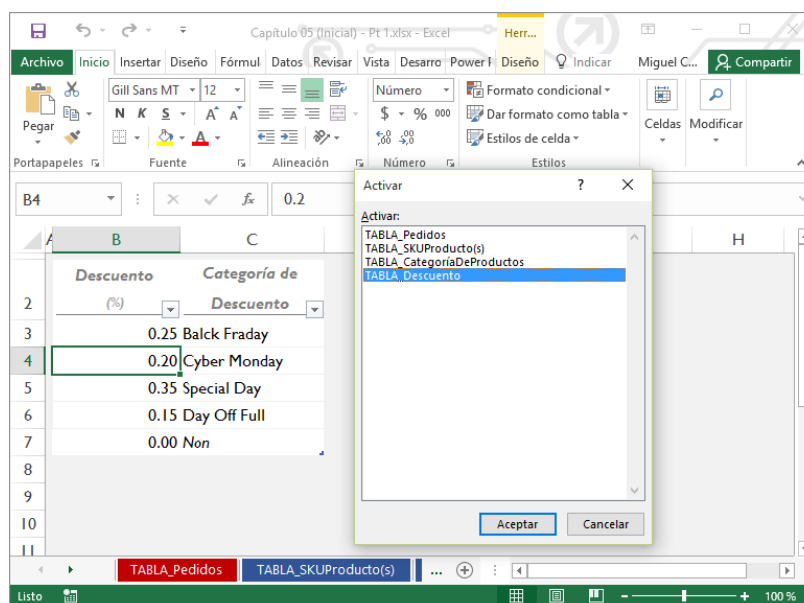 Capítulo 05 (Inicial) - Pt 1.xlsx - Excel
Herr...
Archivo Inicio Insertar Diseño Fórmul Datos Revisar Vista Desarro Power Diseño Indicar Miguel C... Compartir
Pegar
Gill Sans MT 12
N K S A A
Número
$ % 000
Formato condicional
Dar formato como tabla
Estilos de celda
Celdas Modificar
Portapapeles Fuente Alineación Número Estilos
B4 fx 0.2
Activar ? X
Activar:
TABLA_Pedidos
TABLA_SKUProducto(s)
TABLA_CategoríaDeProductos
TABLA_Descuento
Aceptar Cancelar
A B C H
2 Descuento (%) Categoría de Descuento
3 0.25 Balck Fraday
4 0.20 Cyber Monday
5 0.35 Special Day
6 0.15 Day Off Full
7 0.00 Non
8
9
10
11
TABLA_Pedidos TABLA_SKUProducto(s) ...
Listo 100 %